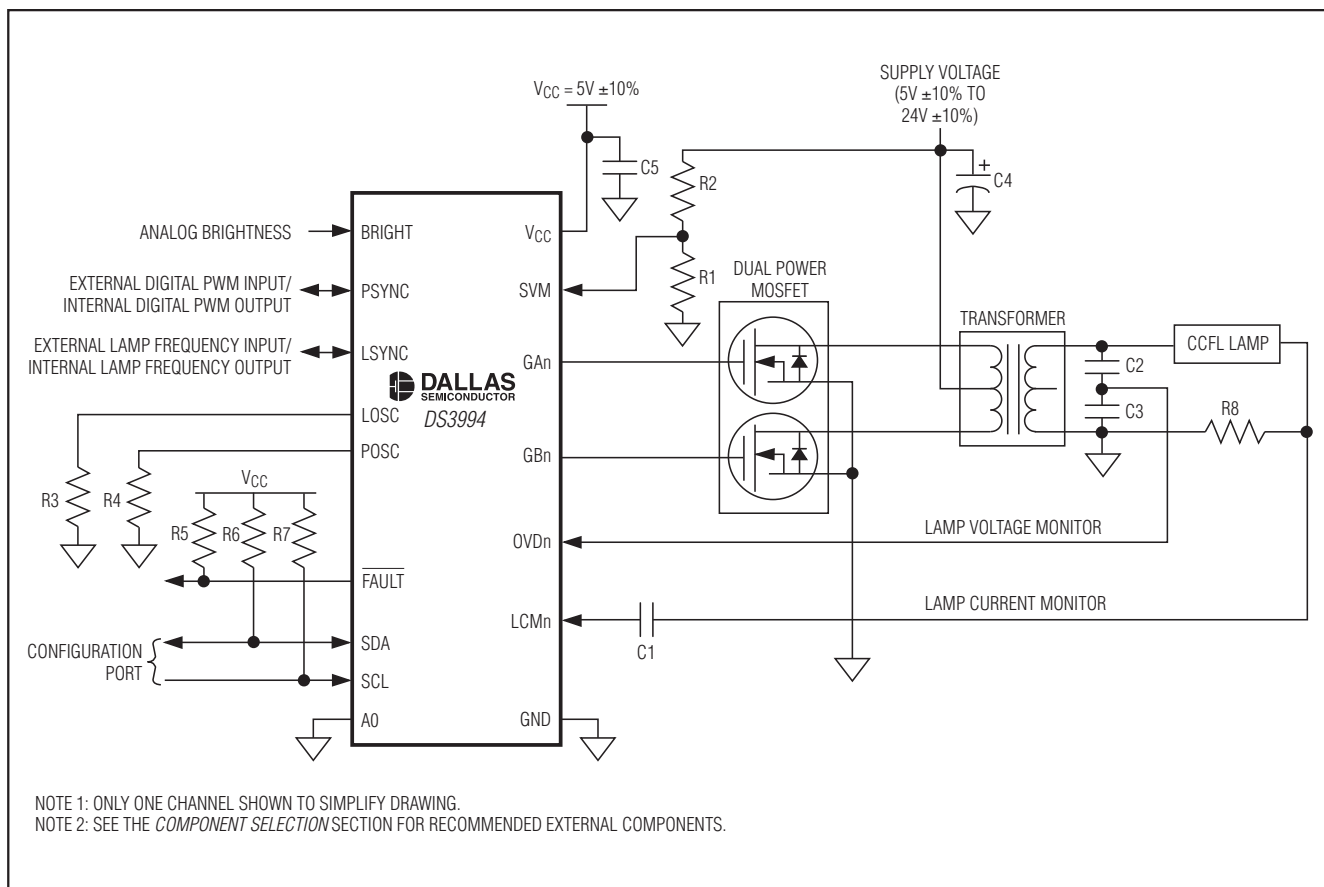 SUPPLY VOLTAGE
(5V ±10% TO
24V ±10%)
VCC = 5V ±10%
C5
R2
C4
+
ANALOG BRIGHTNESS
BRIGHT
VCC
R1
DUAL POWER
MOSFET
EXTERNAL DIGITAL PWM INPUT/
INTERNAL DIGITAL PWM OUTPUT
PSYNC
SVM
TRANSFORMER
EXTERNAL LAMP FREQUENCY INPUT/
INTERNAL LAMP FREQUENCY OUTPUT
LSYNC
GAn
C2
CCFL LAMP
DALLAS
SEMICONDUCTOR
DS3994
LOSC
C3
R8
POSC
GBn
R3
R4
VCC
R5
R6
R7
OVDn
LAMP VOLTAGE MONITOR
FAULT
LCMn
C1
LAMP CURRENT MONITOR
CONFIGURATION
PORT
SDA
SCL
A0
GND
NOTE 1: ONLY ONE CHANNEL SHOWN TO SIMPLIFY DRAWING.
NOTE 2: SEE THE COMPONENT SELECTION SECTION FOR RECOMMENDED EXTERNAL COMPONENTS.